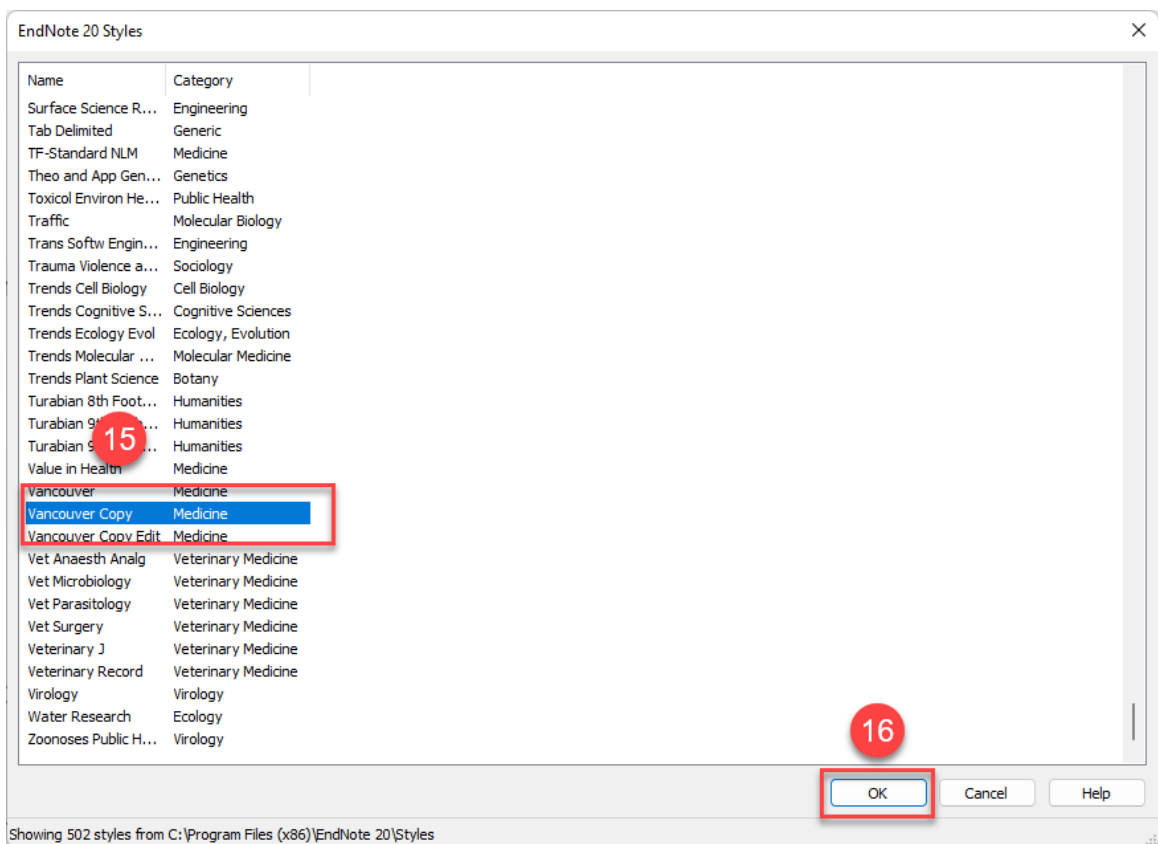 EndNote 20 Styles
Name Category
Surface Science R... Engineering
Tab Delimited Generic
TF-Standard NLM Medicine
Theo and App Gen... Genetics
Toxicol Environ He... Public Health
Traffic Molecular Biology
Trans Softw Engin... Engineering
Trauma Violence a... Sociology
Trends Cell Biology Cell Biology
Trends Cognitive S... Cognitive Sciences
Trends Ecology Evol Ecology, Evolution
Trends Molecular ... Molecular Medicine
Trends Plant Science Botany
Turabian 8th Foot... Humanities
Turabian ... Humanities
15
Turabian ... Humanities
Value in Health Medicine
Vancouver Medicine
Vancouver Copy Medicine
Vancouver Copy Edit Medicine
Vet Anaesth Analg Veterinary Medicine
Vet Microbiology Veterinary Medicine
Vet Parasitology Veterinary Medicine
Vet Surgery Veterinary Medicine
Veterinary J Veterinary Medicine
Veterinary Record Veterinary Medicine
Virology Virology
Water Research Ecology
Zoonoses Public H... Virology
16
OK Cancel Help
Showing 502 styles from C:\Program Files (x86)\EndNote 20\Styles